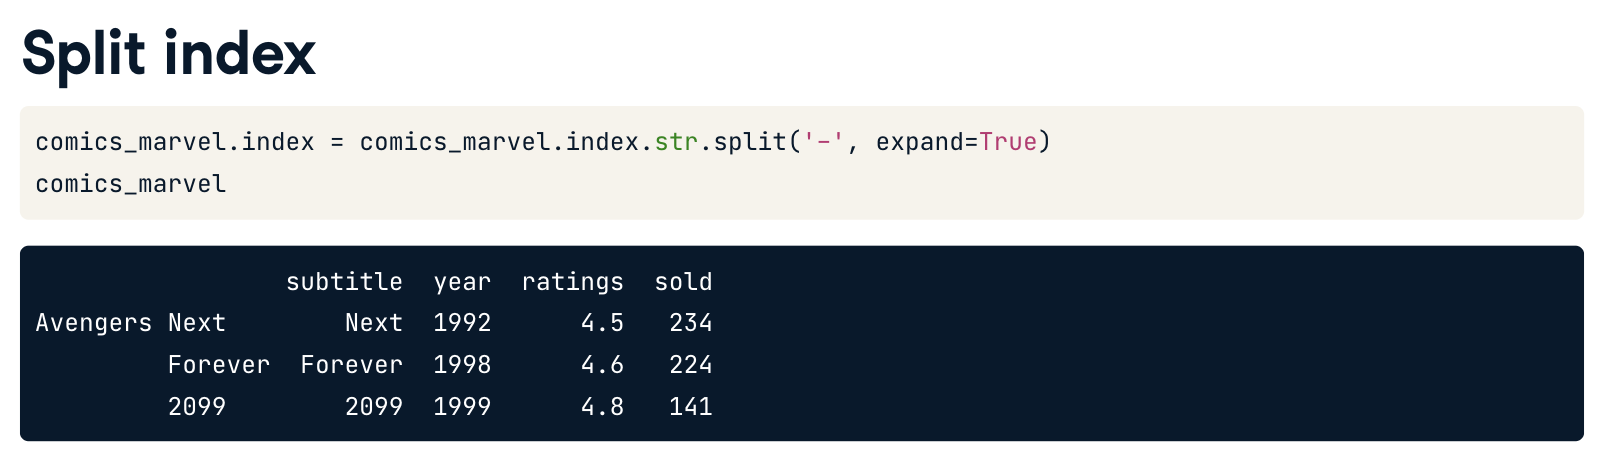 Split index
comics_marvel.index = comics_marvel.index.str.split('-', expand=True)
comics_marvel
subtitle year ratings sold
Avengers Next Next 1992 4.5 234
Forever Forever 1998 4.6 224
2099 2099 1999 4.8 141